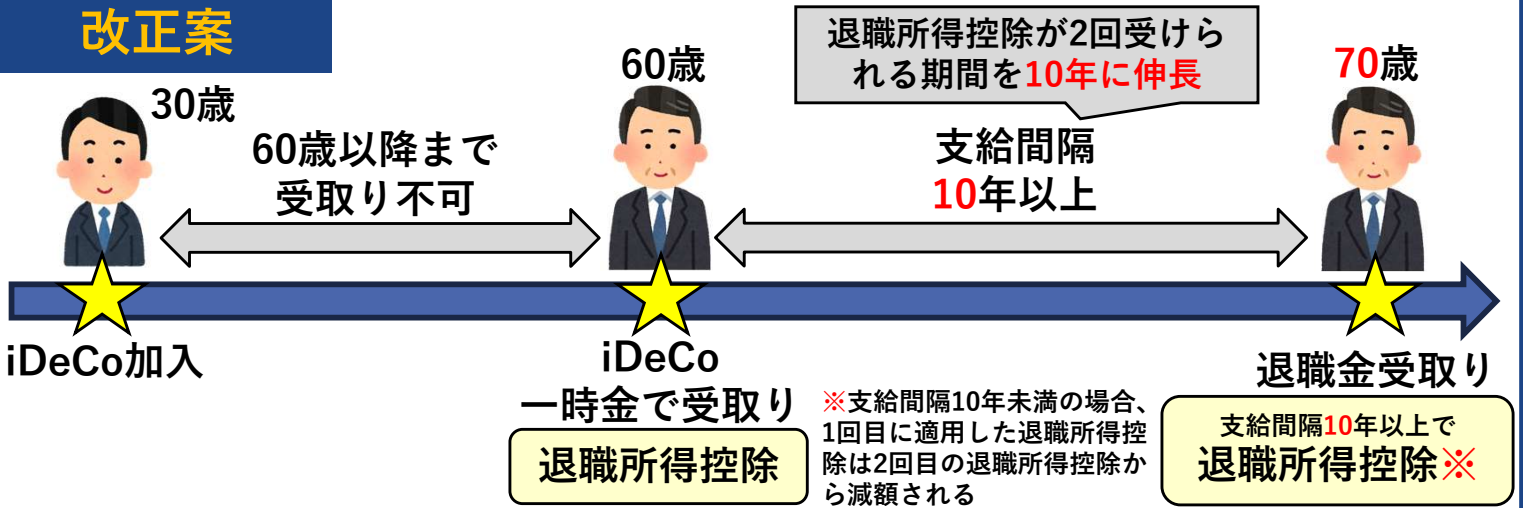 改正案
30歳
60歳以降まで
受取り不可
60歳
退職所得控除が2回受けら
れる期間を10年に伸長
支給間隔
10年以上
70歳
iDeCo加入
iDeCo
一時金で受取り
退職所得控除
※支給間隔10年未満の場合、
1回目に適用した退職所得控
除は2回目の退職所得控除か
ら減額される
退職金受取り
支給間隔10年以上で
退職所得控除※